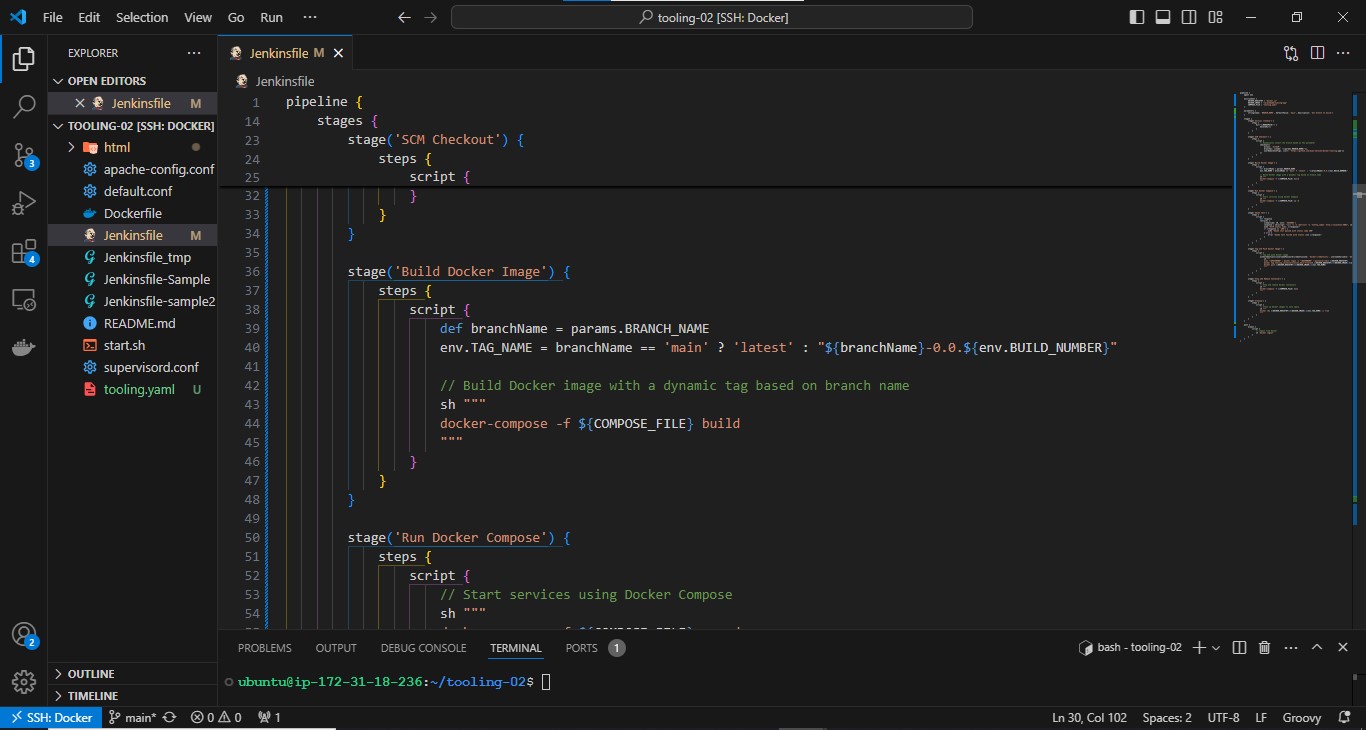 File Edit Selection View Go Run ···
tooling-02 [SSH: Docker]
EXPLORER
OPEN EDITORS
Jenkinsfile M
TOOLING-02 [SSH: DOCKER]
html
apache-config.conf
default.conf
Dockerfile
Jenkinsfile M
Jenkinsfile_tmp
Jenkinsfile-Sample
Jenkinsfile-sample2
README.md
start.sh
supervisord.conf
tooling.yaml U
OUTLINE
TIMELINE
3
4
2
Jenkinsfile M
Jenkinsfile
1 pipeline {
14 stages {
23 stage('SCM Checkout') {
24 steps {
25 script {
32 }
33 }
34 }
35
36 stage('Build Docker Image') {
37 steps {
38 script {
39 def branchName = params.BRANCH_NAME
40 env.TAG_NAME = branchName == 'main' ? 'latest' : "${branchName}-0.0.${env.BUILD_NUMBER}"
41
42 // Build Docker image with a dynamic tag based on branch name
43 sh """
44 docker-compose -f ${COMPOSE_FILE} build
45 """
46 }
47 }
48 }
49
50 stage('Run Docker Compose') {
51 steps {
52 script {
53 // Start services using Docker Compose
54 sh """
PROBLEMS OUTPUT DEBUG CONSOLE TERMINAL PORTS 1
bash - tooling-02
ubuntu@ip-172-31-18-236:~/tooling-02$
SSH: Docker main* 0 0 1
Ln 30, Col 102 Spaces: 2 UTF-8 LF Groovy